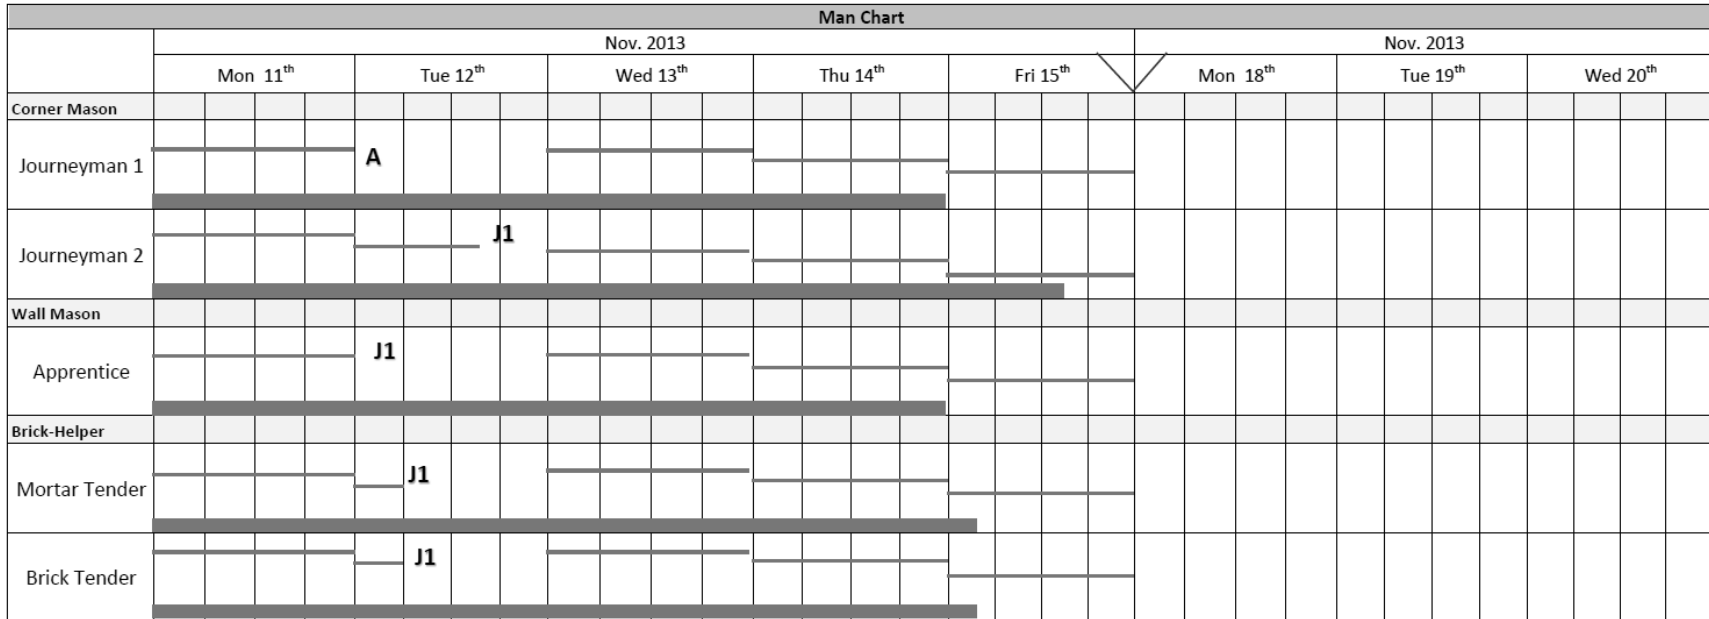 Man Chart
Nov. 2013 Nov. 2013
Mon 11th Tue 12th Wed 13th Thu 14th Fri 15th Mon 18th Tue 19th Wed 20th
Corner Mason
Journeyman 1 A
Journeyman 2 J1
Wall Mason
Apprentice J1
Brick-Helper
Mortar Tender J1
Brick Tender J1